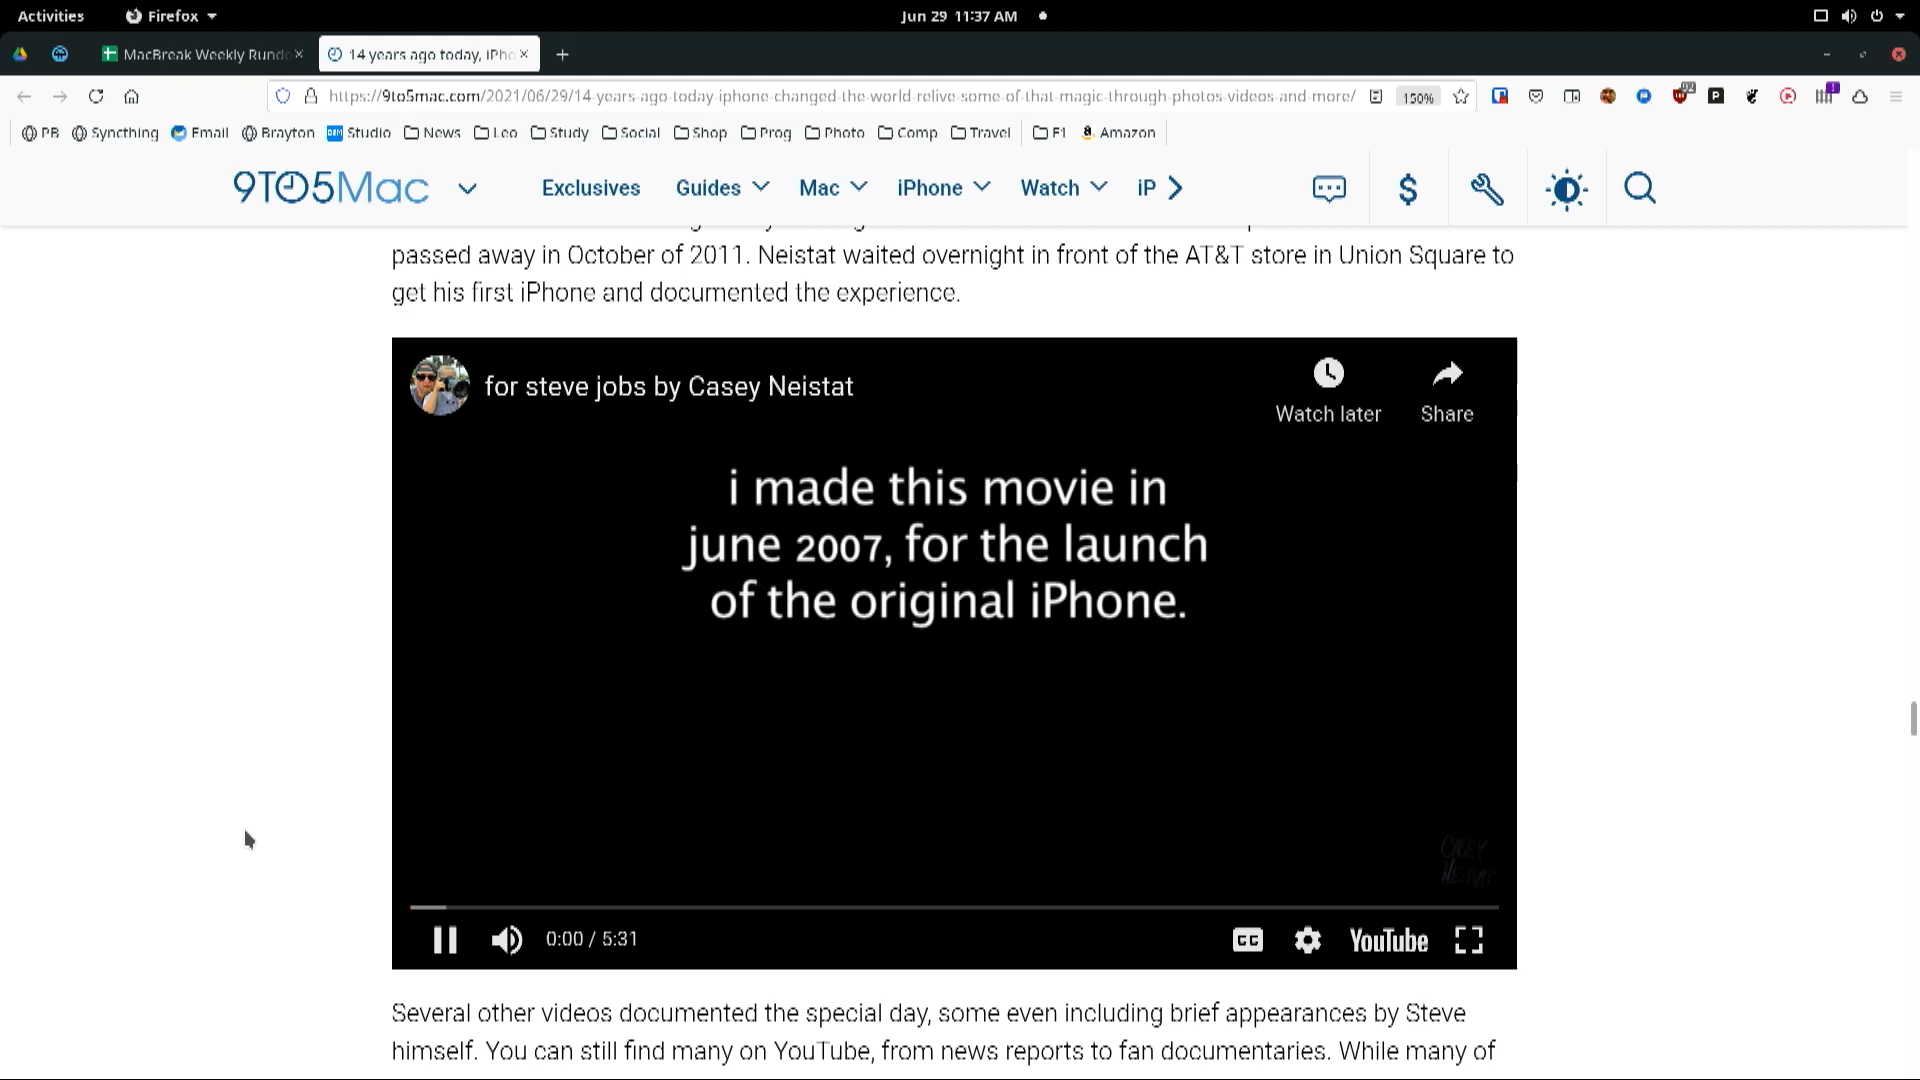 Activities
Firefox
Jun 29 11:37 AM
MacBreak Weekly Rund
14 years ago today, iPho
https://9to5mac.com/2021/06/29/14-years-ago-today-iphone-changed-the-world-relive-some-of-that-magic-through-photos-videos-and-more/
150%
PB
Syncthing
Email
Brayton
Studio
News
Leo
Study
Social
Shop
Prog
Photo
Comp
Travel
F1
Amazon
9TO5Mac
Exclusives
Guides
Mac
iPhone
Watch
iP
passed away in October of 2011. Neistat waited overnight in front of the AT&T store in Union Square to
get his first iPhone and documented the experience.
for steve jobs by Casey Neistat
Watch later
Share
i made this movie in
june 2007, for the launch
of the original iPhone.
CASEY
NEISTAT
0:00 / 5:31
CC
YouTube
Several other videos documented the special day, some even including brief appearances by Steve
himself. You can still find many on YouTube, from news reports to fan documentaries. While many of